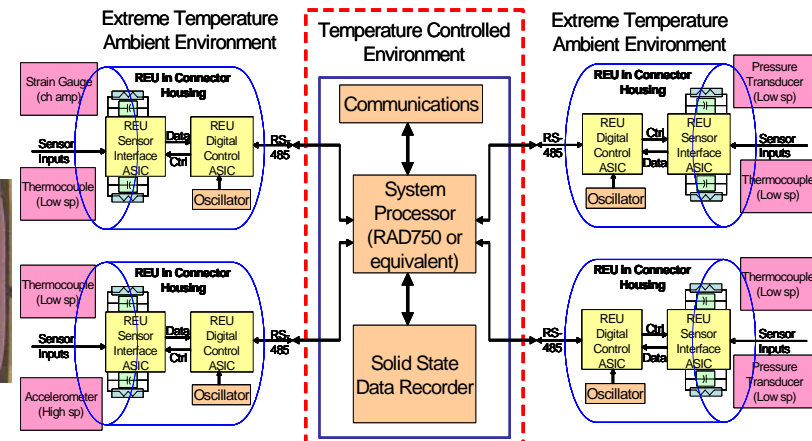 Extreme Temperature
Ambient Environment
Temperature Controlled
Environment
Extreme Temperature
Ambient Environment
Strain Gauge
(ch amp)
REU in Connector
Housing
REU
Sensor
Interface
ASIC
Data
Ctrl
REU
Digital
Control
ASIC
RS-
485
Sensor
Inputs
Thermocouple
(Low sp)
Oscillator
Thermocouple
(Low sp)
REU in Connector
Housing
REU
Sensor
Interface
ASIC
Data
Ctrl
REU
Digital
Control
ASIC
RS-
485
Sensor
Inputs
Accelerometer
(High sp)
Oscillator
Communications
System
Processor
(RAD750 or
equivalent)
Solid State
Data Recorder
REU in Connector
Housing
Pressure
Transducer
(Low sp)
RS-
485
REU
Digital
Control
ASIC
Ctrl
Data
REU
Sensor
Interface
ASIC
Sensor
Inputs
Oscillator
Thermocouple
(Low sp)
REU in Connector
Housing
Thermocouple
(Low sp)
RS-
485
REU
Digital
Control
ASIC
Ctrl
Data
REU
Sensor
Interface
ASIC
Sensor
Inputs
Oscillator
Pressure
Transducer
(Low sp)